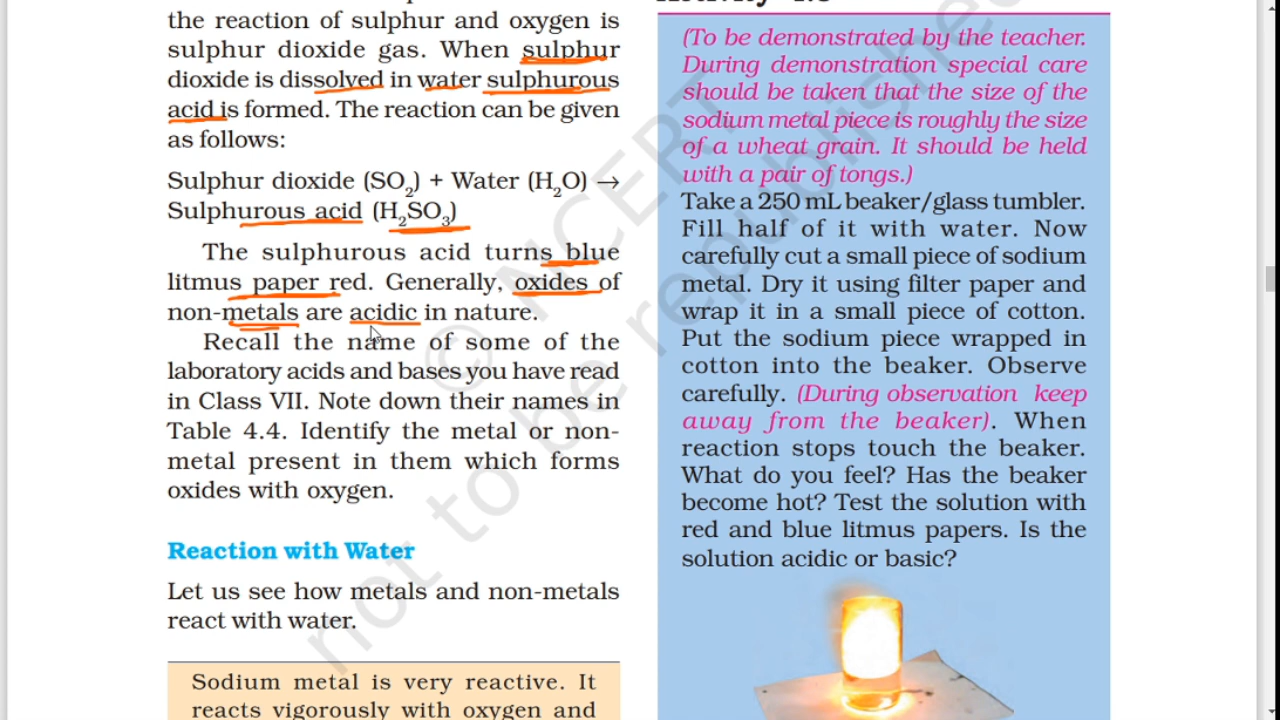 the reaction of sulphur and oxygen is
sulphur dioxide gas. When sulphur
dioxide is dissolved in water sulphurous
acid is formed. The reaction can be given
as follows:
Sulphur dioxide (SO₂) + Water (H₂O) →
Sulphurous acid (H₂SO₃)
The sulphurous acid turns blue
litmus paper red. Generally, oxides of
non-metals are acidic in nature.
Recall the name of some of the
laboratory acids and bases you have read
in Class VII. Note down their names in
Table 4.4. Identify the metal or non-
metal present in them which forms
oxides with oxygen.
Reaction with Water
Let us see how metals and non-metals
react with water.
Sodium metal is very reactive. It
reacts vigorously with oxygen and
(To be demonstrated by the teacher.
During demonstration special care
should be taken that the size of the
sodium metal piece is roughly the size
of a wheat grain. It should be held
with a pair of tongs.)
Take a 250 mL beaker/glass tumbler.
Fill half of it with water. Now
carefully cut a small piece of sodium
metal. Dry it using filter paper and
wrap it in a small piece of cotton.
Put the sodium piece wrapped in
cotton into the beaker. Observe
carefully. (During observation keep
away from the beaker). When
reaction stops touch the beaker.
What do you feel? Has the beaker
become hot? Test the solution with
red and blue litmus papers. Is the
solution acidic or basic?
© NCERT
not to be republished